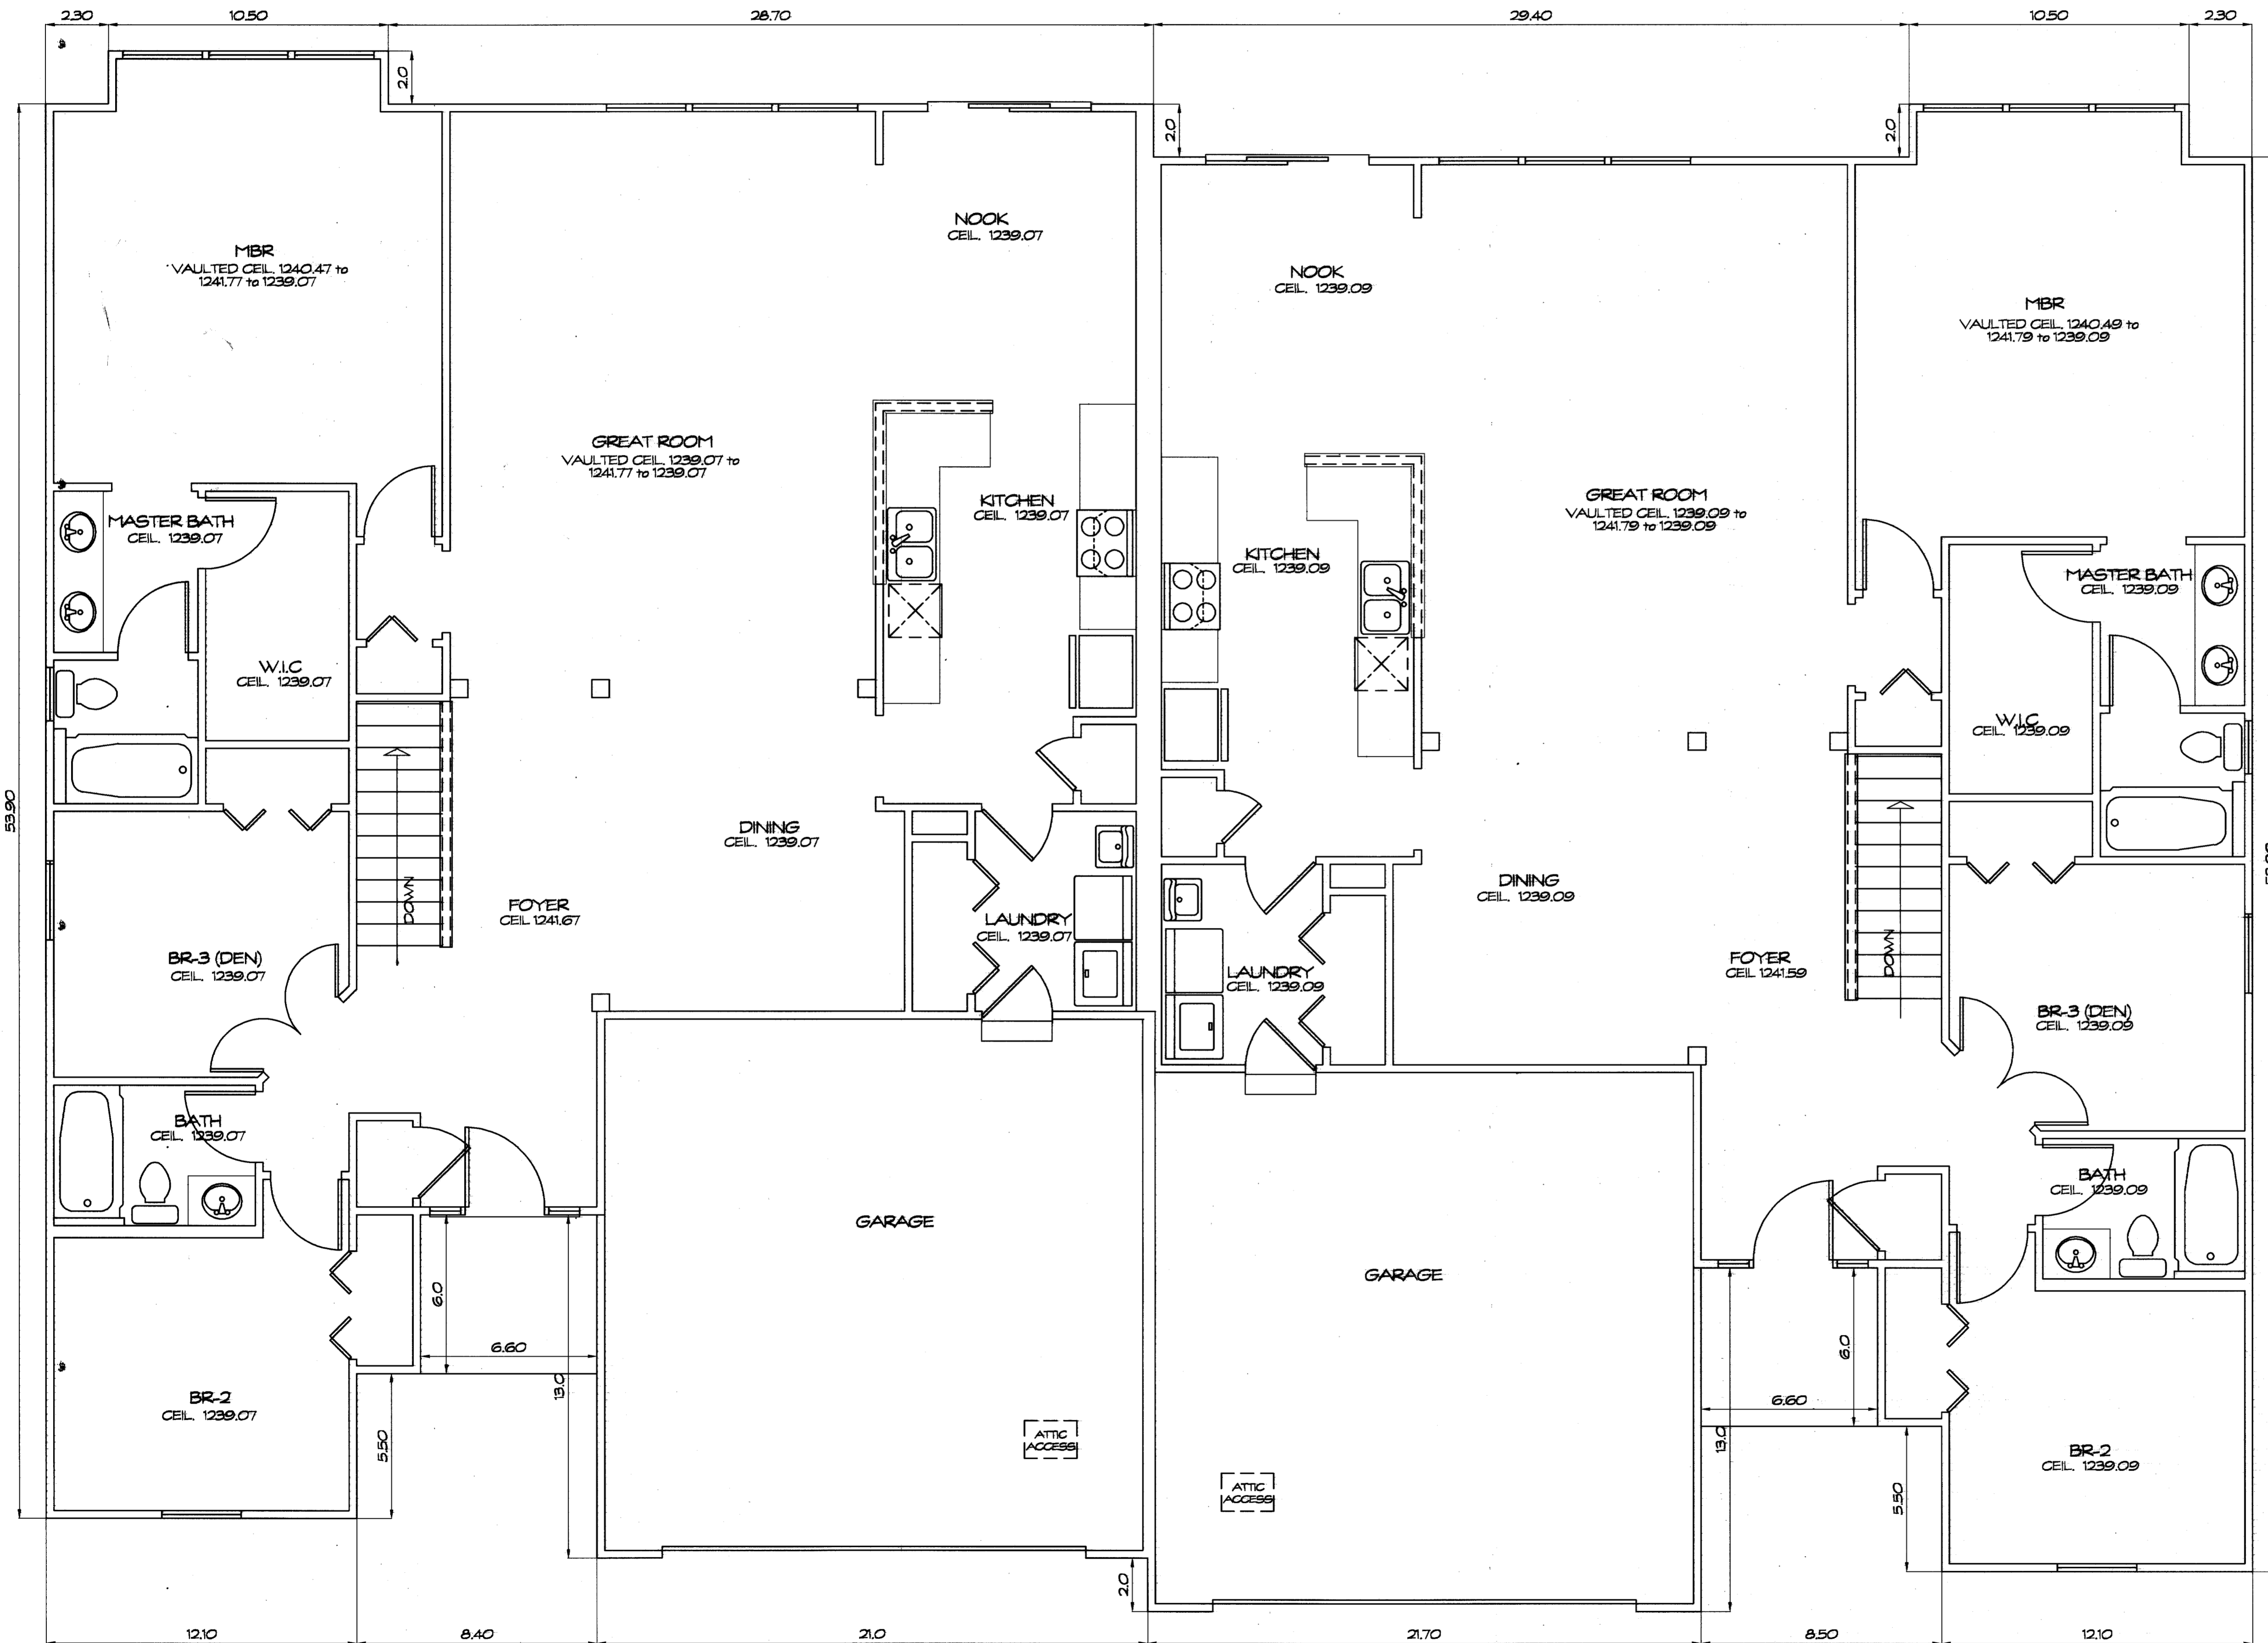 2.30
10.50
28.70
29.40
10.50
2.30
2.0
2.0
2.0
NOOK
CEIL. 1239.07
MBR
VAULTED CEIL. 1240.47 to
1241.77 to 1239.07
NOOK
CEIL. 1239.09
MBR
VAULTED CEIL. 1240.49 to
1241.79 to 1239.09
GREAT ROOM
VAULTED CEIL. 1239.07 to
1241.77 to 1239.07
KITCHEN
CEIL. 1239.07
GREAT ROOM
VAULTED CEIL. 1239.09 to
1241.79 to 1239.09
MASTER BATH
CEIL. 1239.07
KITCHEN
CEIL. 1239.09
MASTER BATH
CEIL. 1239.09
W.I.C
CEIL. 1239.07
W.I.C
CEIL. 1239.09
53.90
DINING
CEIL. 1239.07
DINING
CEIL. 1239.09
DOWN
FOYER
CEIL 1241.67
LAUNDRY
CEIL. 1239.07
BR-3 (DEN)
CEIL. 1239.07
LAUNDRY
CEIL. 1239.09
FOYER
CEIL 1241.59
DOWN
BR-3 (DEN)
CEIL. 1239.09
BATH
CEIL. 1239.07
BATH
CEIL. 1239.09
GARAGE
GARAGE
6.0
6.60
13.0
6.0
6.60
13.0
BR-2
CEIL. 1239.07
5.50
ATTIC
ACCESS
ATTIC
ACCESS
BR-2
CEIL. 1239.09
5.50
2.0
12.10
8.40
21.0
21.70
8.50
12.10